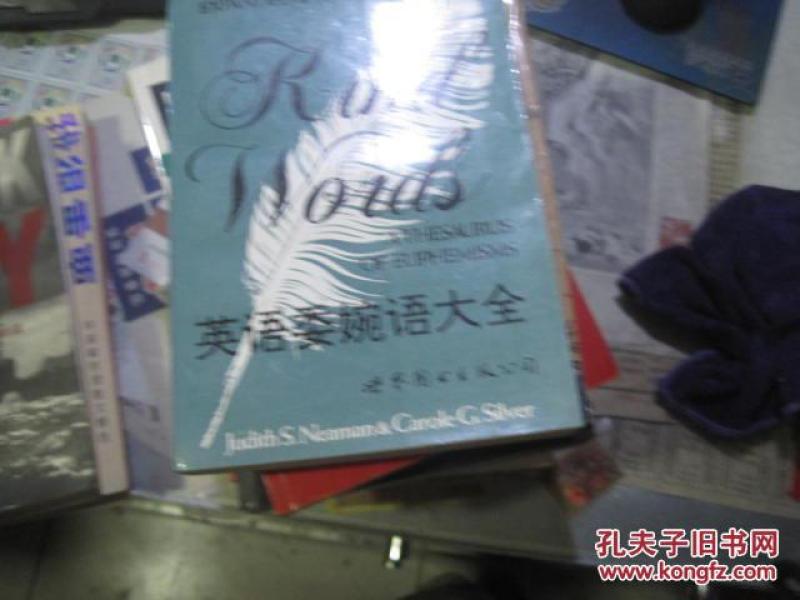 Kind
Words
A THESAURUS
OF EUPHEMISMS
英语委婉语大全
世界图书出版公司
Judith S. Neaman & Carole G. Silver
孔夫子旧书网
www.kongfz.com